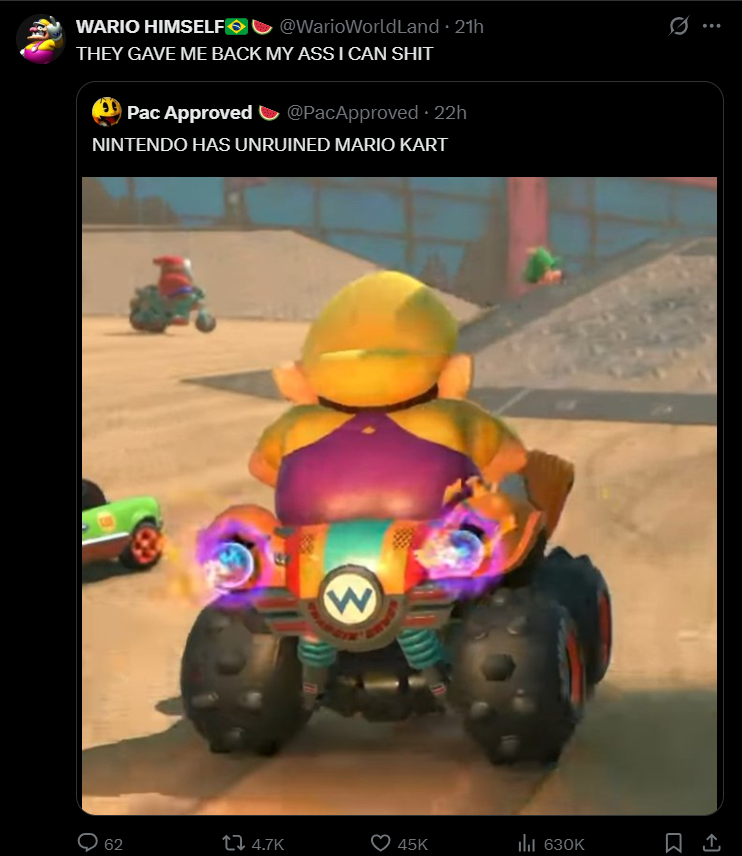 WARIO HIMSELF🇧🇷🍉 @WarioWorldLand · 21h
THEY GAVE ME BACK MY ASS I CAN SHIT
Pac Approved 🍉 @PacApproved · 22h
NINTENDO HAS UNRUINED MARIO KART
W
62 4.7K 45K 630K